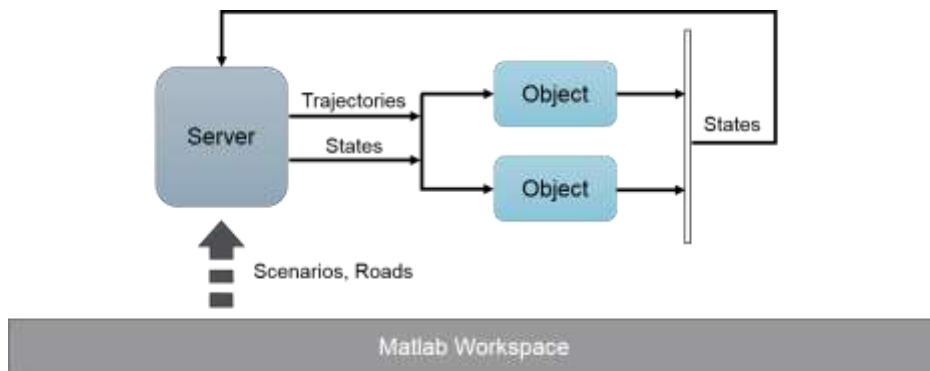 Object
Trajectories
States
Server
States
Object
Scenarios, Roads
Matlab Workspace